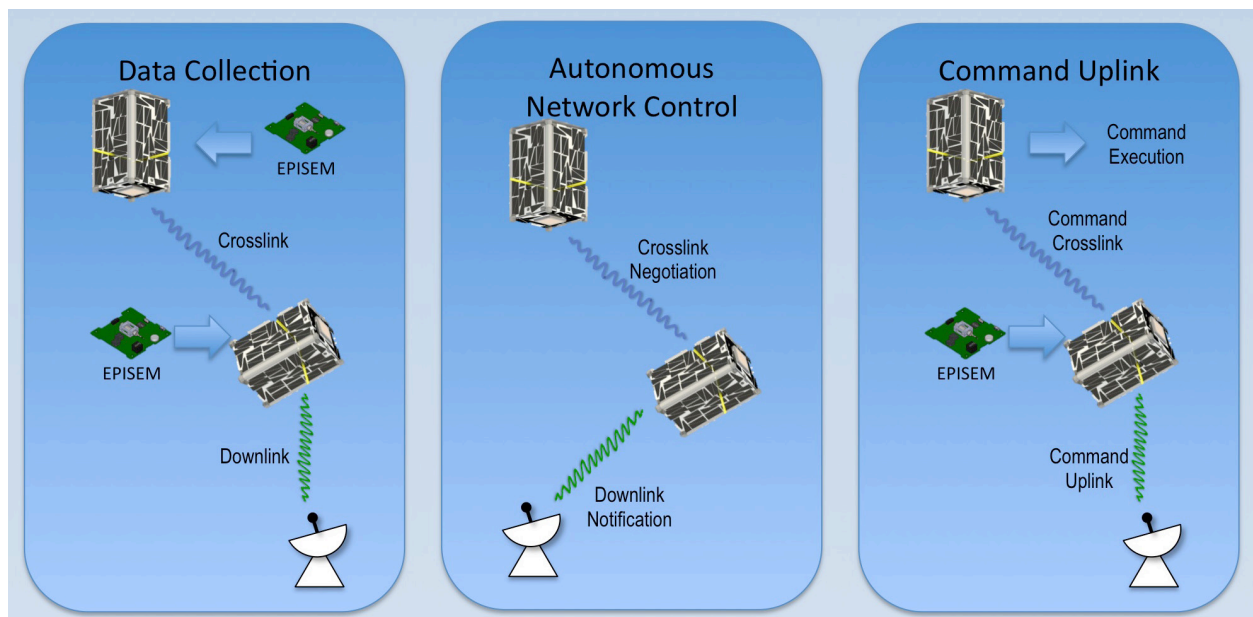 Data Collection
EPISEM
Crosslink
EPISEM
Downlink
Autonomous
Network Control
Crosslink
Negotiation
Downlink
Notification
Command Uplink
Command
Execution
Command
Crosslink
EPISEM
Command
Uplink